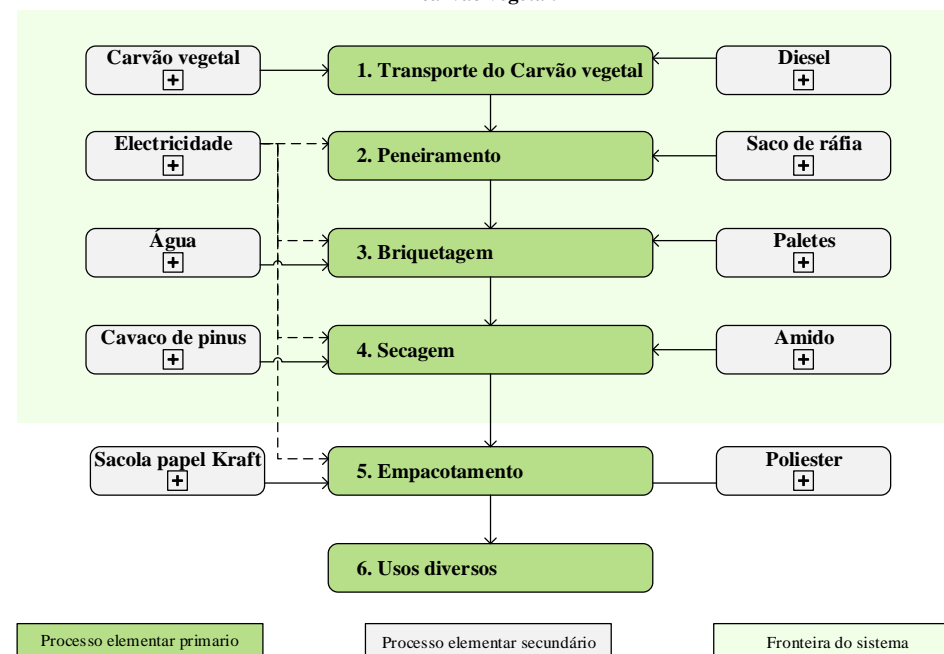 Carvão vegetal
1. Transporte do Carvão vegetal
Diesel
Electricidade
2. Peneiramento
Saco de ráfia
Água
3. Briquetagem
Paletes
Cavaco de pinus
4. Secagem
Amido
Sacola papel Kraft
5. Empacotamento
Poliester
6. Usos diversos
Processo elementar primario
Processo elementar secundário
Fronteira do sistema